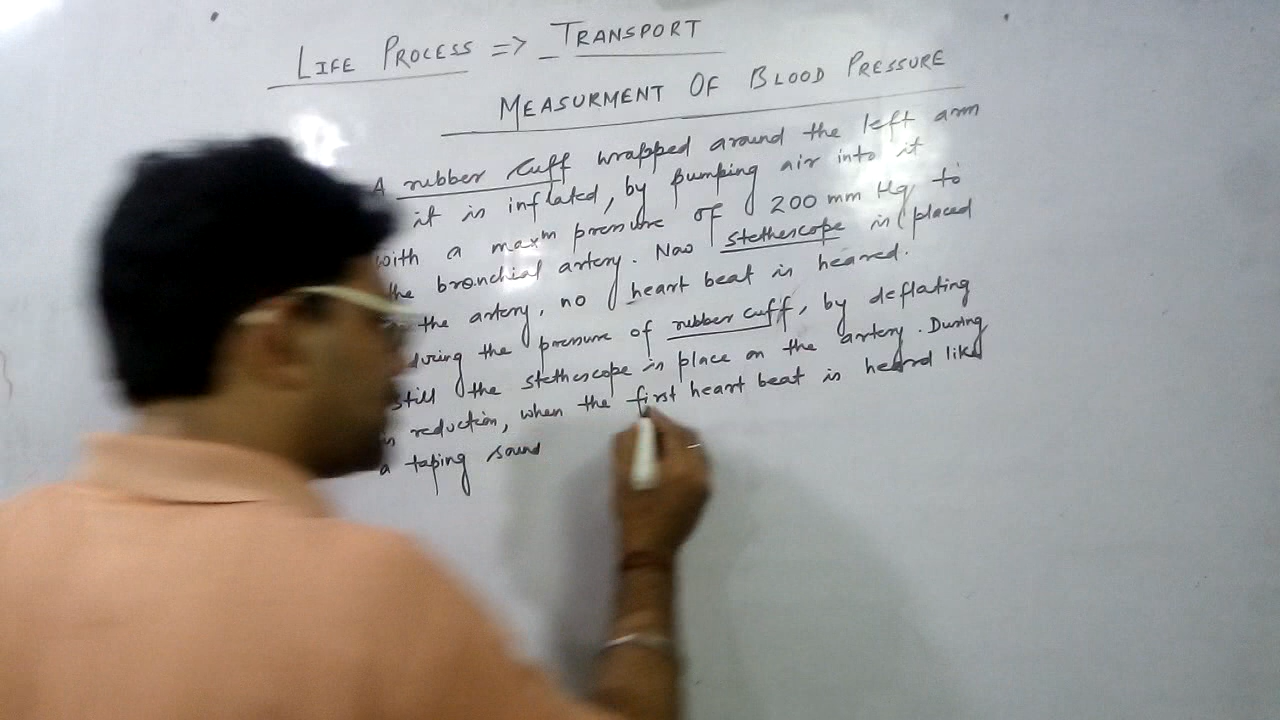 LIFE PROCESS => TRANSPORT
MEASURMENT OF BLOOD PRESSURE
A rubber cuff wrapped around the left arm
it is inflated, by pumping air into it
with a maxm pressure of 200 mm Hg to
the bronchial artery. Now stethescope is placed
the artery, no heart beat is heared.
the pressure of rubber cuff, by deflating
still the stethescope is place on the artery. During
reduction, when the first heart beat is heard like
a taping sound